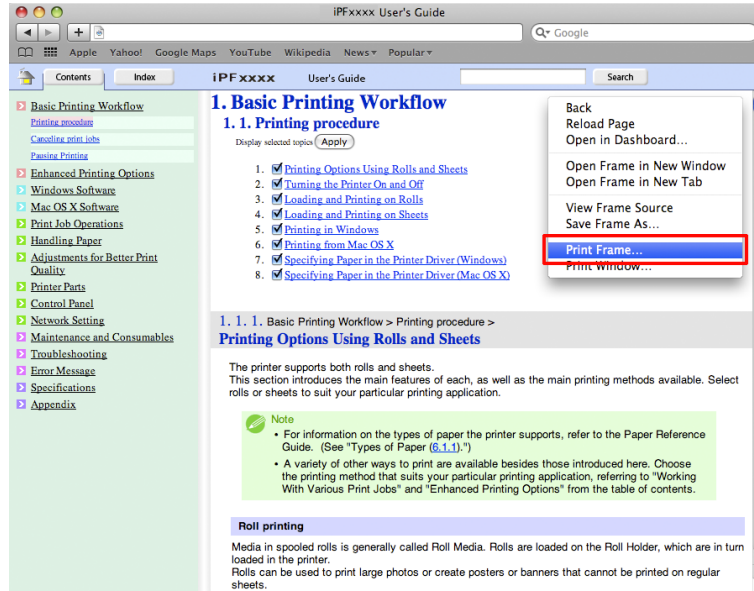 iPFxxxx User's Guide
Google
Apple Yahoo! Google Maps YouTube Wikipedia News Popular
Contents Index iPFxxxx User's Guide Search
Basic Printing Workflow
Printing procedure
Canceling print jobs
Pausing Printing
Enhanced Printing Options
Windows Software
Mac OS X Software
Print Job Operations
Handling Paper
Adjustments for Better Print
Quality
Printer Parts
Control Panel
Network Setting
Maintenance and Consumables
Troubleshooting
Error Message
Specifications
Appendix
1. Basic Printing Workflow
1. 1. Printing procedure
Display selected topics Apply
1. Printing Options Using Rolls and Sheets
2. Turning the Printer On and Off
3. Loading and Printing on Rolls
4. Loading and Printing on Sheets
5. Printing in Windows
6. Printing from Mac OS X
7. Specifying Paper in the Printer Driver (Windows)
8. Specifying Paper in the Printer Driver (Mac OS X)
Back
Reload Page
Open in Dashboard...
Open Frame in New Window
Open Frame in New Tab
View Frame Source
Save Frame As...
Print Frame...
Print Window...
1. 1. 1. Basic Printing Workflow > Printing procedure >
Printing Options Using Rolls and Sheets
The printer supports both rolls and sheets.
This section introduces the main features of each, as well as the main printing methods available. Select
rolls or sheets to suit your particular printing application.
Note
• For information on the types of paper the printer supports, refer to the Paper Reference
Guide. (See "Types of Paper (6.1.1).")
• A variety of other ways to print are available besides those introduced here. Choose
the printing method that suits your particular printing application, referring to "Working
With Various Print Jobs" and "Enhanced Printing Options" from the table of contents.
Roll printing
Media in spooled rolls is generally called Roll Media. Rolls are loaded on the Roll Holder, which are in turn
loaded in the printer.
Rolls can be used to print large photos or create posters or banners that cannot be printed on regular
sheets.